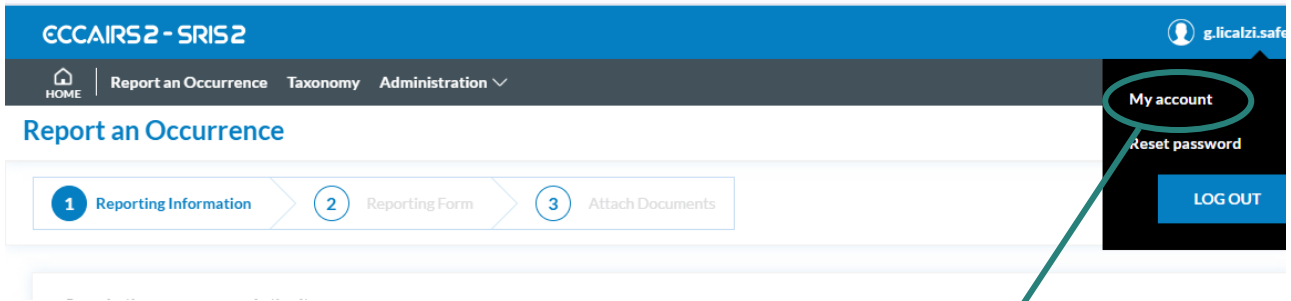 ECCAIRS2 - SRIS2
g.licalzi.safe
HOME
Report an Occurrence Taxonomy Administration
My account
Report an Occurrence
Reset password
1 Reporting Information 2 Reporting Form 3 Attach Documents
LOG OUT